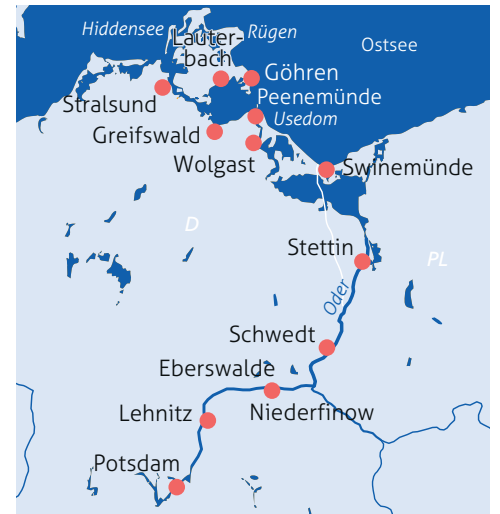 Hiddensee
Rügen
Lauter-
bach
Ostsee
Göhren
Stralsund
Peenemünde
Usedom
Greifswald
Wolgast
Swinemünde
D
Stettin
PL
Oder
Schwedt
Eberswalde
Niederfinow
Lehnitz
Potsdam